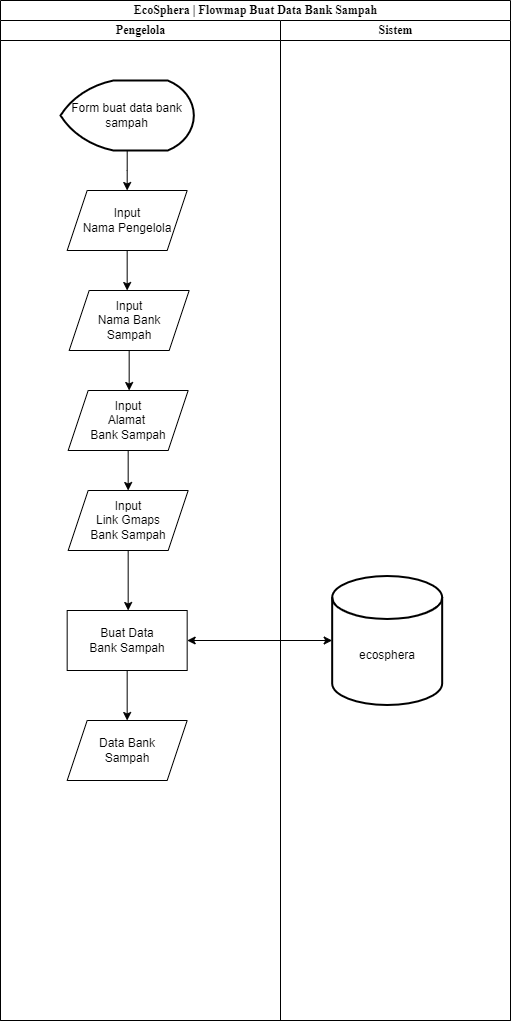 EcoSphera | Flowmap Buat Data Bank Sampah
Pengelola
Sistem
Form buat data bank
sampah
Input
Nama Pengelola
Input
Nama Bank
Sampah
Input
Alamat
Bank Sampah
Input
Link Gmaps
Bank Sampah
Buat Data
Bank Sampah
ecosphera
Data Bank
Sampah